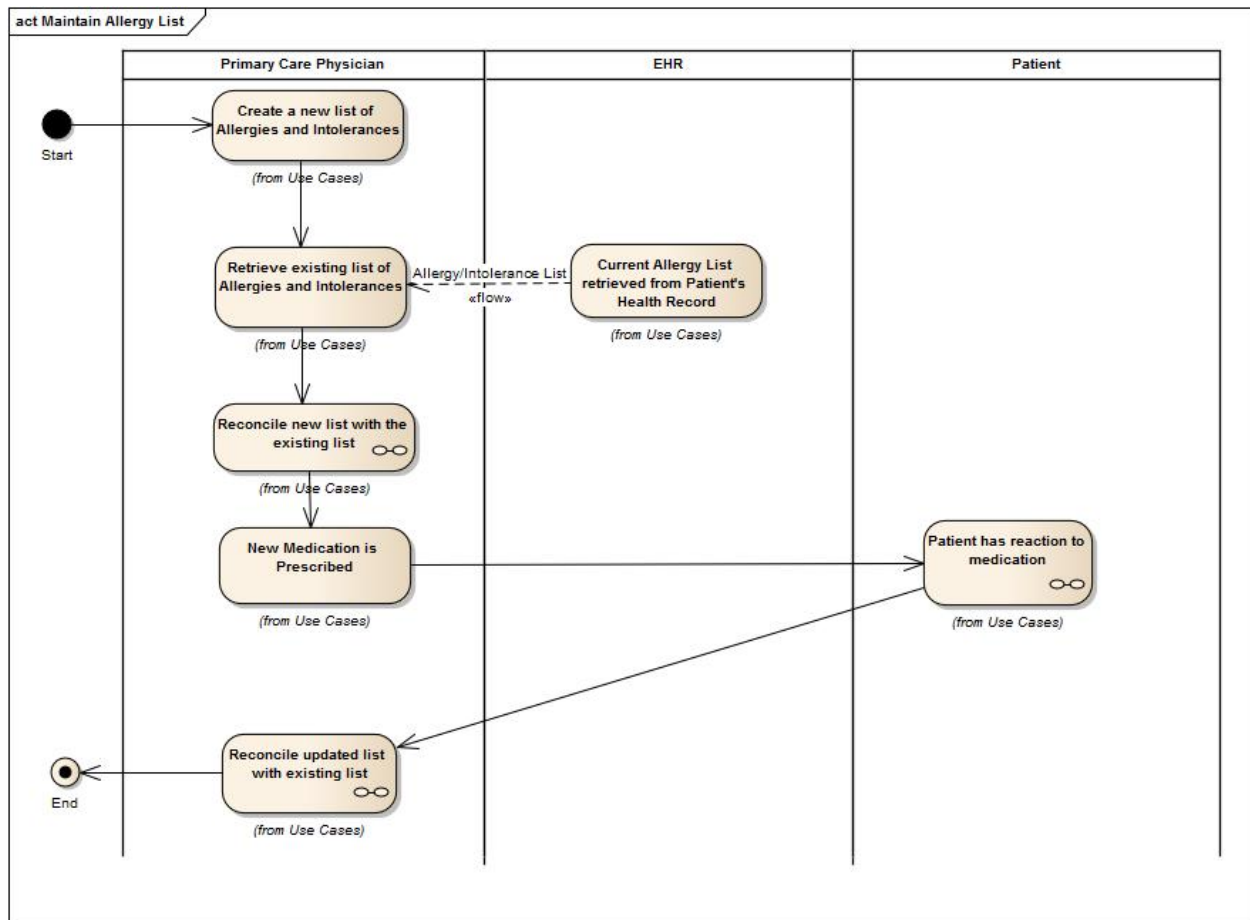 act Maintain Allergy List
Primary Care Physician
EHR
Patient
Start
Create a new list of
Allergies and Intolerances
(from Use Cases)
Retrieve existing list of
Allergies and Intolerances
(from Use Cases)
Allergy/Intolerance List
«flow»
Current Allergy List
retrieved from Patient's
Health Record
(from Use Cases)
Reconcile new list with the
existing list
(from Use Cases)
New Medication is
Prescribed
(from Use Cases)
Patient has reaction to
medication
(from Use Cases)
Reconcile updated list
with existing list
(from Use Cases)
End